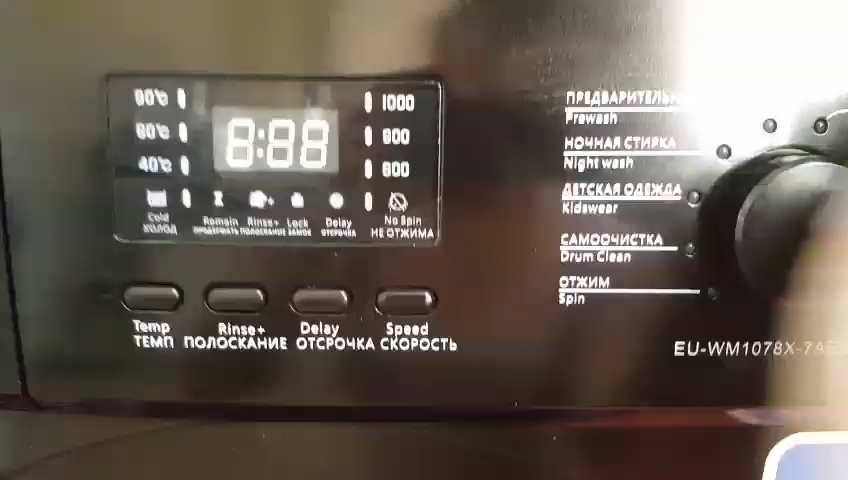 90℃ 1000
8:88
60℃ 800
40℃ 600
Cold
ХОЛОД
Remain Rinse+ Lock Delay No Spin
ПОЛОСКАНИЕ ЗАМОК ОТСРОЧКА НЕ ОТЖИМА
Temp Rinse+ Delay Speed
ТЕМП ПОЛОСКАНИЕ ОТСРОЧКА СКОРОСТЬ
Prewash
НОЧНАЯ СТИРКА
Night wash
ДЕТСКАЯ ОДЕЖДА
Kidswear
САМООЧИСТКА
Drum Clean
ОТЖИМ
Spin